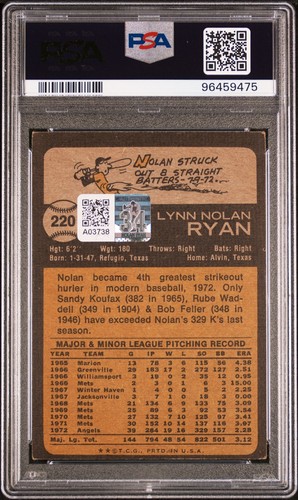 PSA
PSA
96459475
NOLAN STRUCK
OUT 8 STRAIGHT
BATTERS-7-9-72.
220
LYNN NOLAN
RYAN
A03738
Hgt: 6'2 Wgt: 180 Throws: Right Bats: Right
Born: 1-31-47, Refugio, Texas Home: Alvin, Texas
Nolan became 4th greatest strikeout
hurler in modern baseball, 1972. Only
Sandy Koufax (382 in 1965), Rube Wad-
dell (349 in 1904) & Bob Feller (348 in
1946) have exceeded Nolan's 329 K's last
season.
MAJOR & MINOR LEAGUE PITCHING RECORD
YEAR G IP W L R SO BB ERA
1965 Marion 13 78 3 6 115 56 4.38
1966 Greenville 29 183 17 2 272 127 2.51
1966 Williamsport 3 19 0 2 35 12 0.95
1966 Mets 2 3 0 1 6 3 15.00
1967 Winter Haven 1 4 0 0 5 2 2.25
1967 Jacksonville 3 7 1 0 18 3 0.00
1968 Mets 21 134 6 9 133 75 3.09
1969 Mets 25 89 6 3 92 53 3.54
1970 Mets 27 132 7 10 125 97 3.41
1971 Mets 30 152 10 14 137 116 3.97
1972 Angels 39 284 19 16 329 157 2.28
Maj. Lg. Tot. 144 794 48 54 822 501 3.12
T.C.G. PRTD. IN U.S.A.